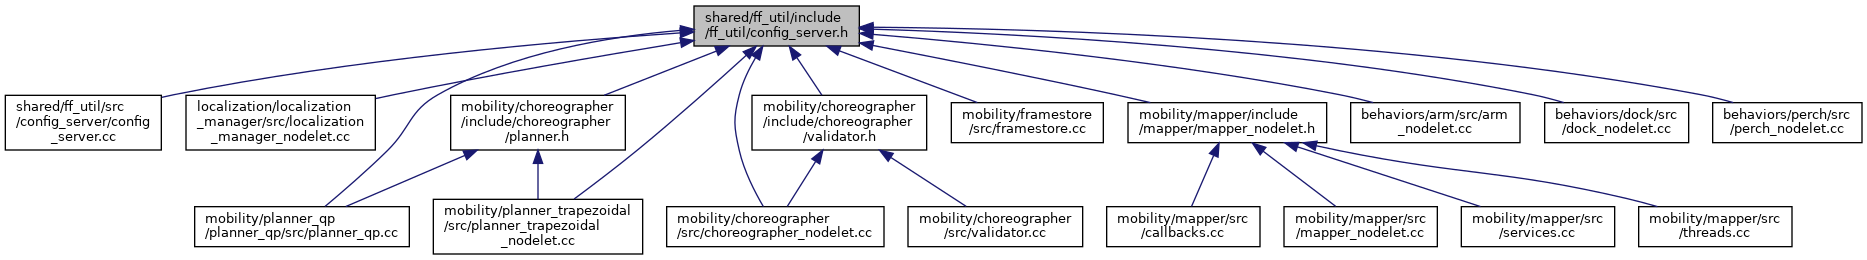 shared/ff_util/include
/ff_util/config_server.h
shared/ff_util/src
/config_server/config
_server.cc
localization/localization
_manager/src/localization
_manager_nodelet.cc
mobility/choreographer
/include/choreographer
/planner.h
mobility/choreographer
/include/choreographer
/validator.h
mobility/framestore
/src/framestore.cc
mobility/mapper/include
/mapper/mapper_nodelet.h
behaviors/arm/src/arm
_nodelet.cc
behaviors/dock/src
/dock_nodelet.cc
behaviors/perch/src
/perch_nodelet.cc
mobility/planner_qp
/planner_qp/src/planner_qp.cc
mobility/planner_trapezoidal
/src/planner_trapezoidal
_nodelet.cc
mobility/choreographer
/src/choreographer_nodelet.cc
mobility/choreographer
/src/validator.cc
mobility/mapper/src
/callbacks.cc
mobility/mapper/src
/mapper_nodelet.cc
mobility/mapper/src
/services.cc
mobility/mapper/src
/threads.cc